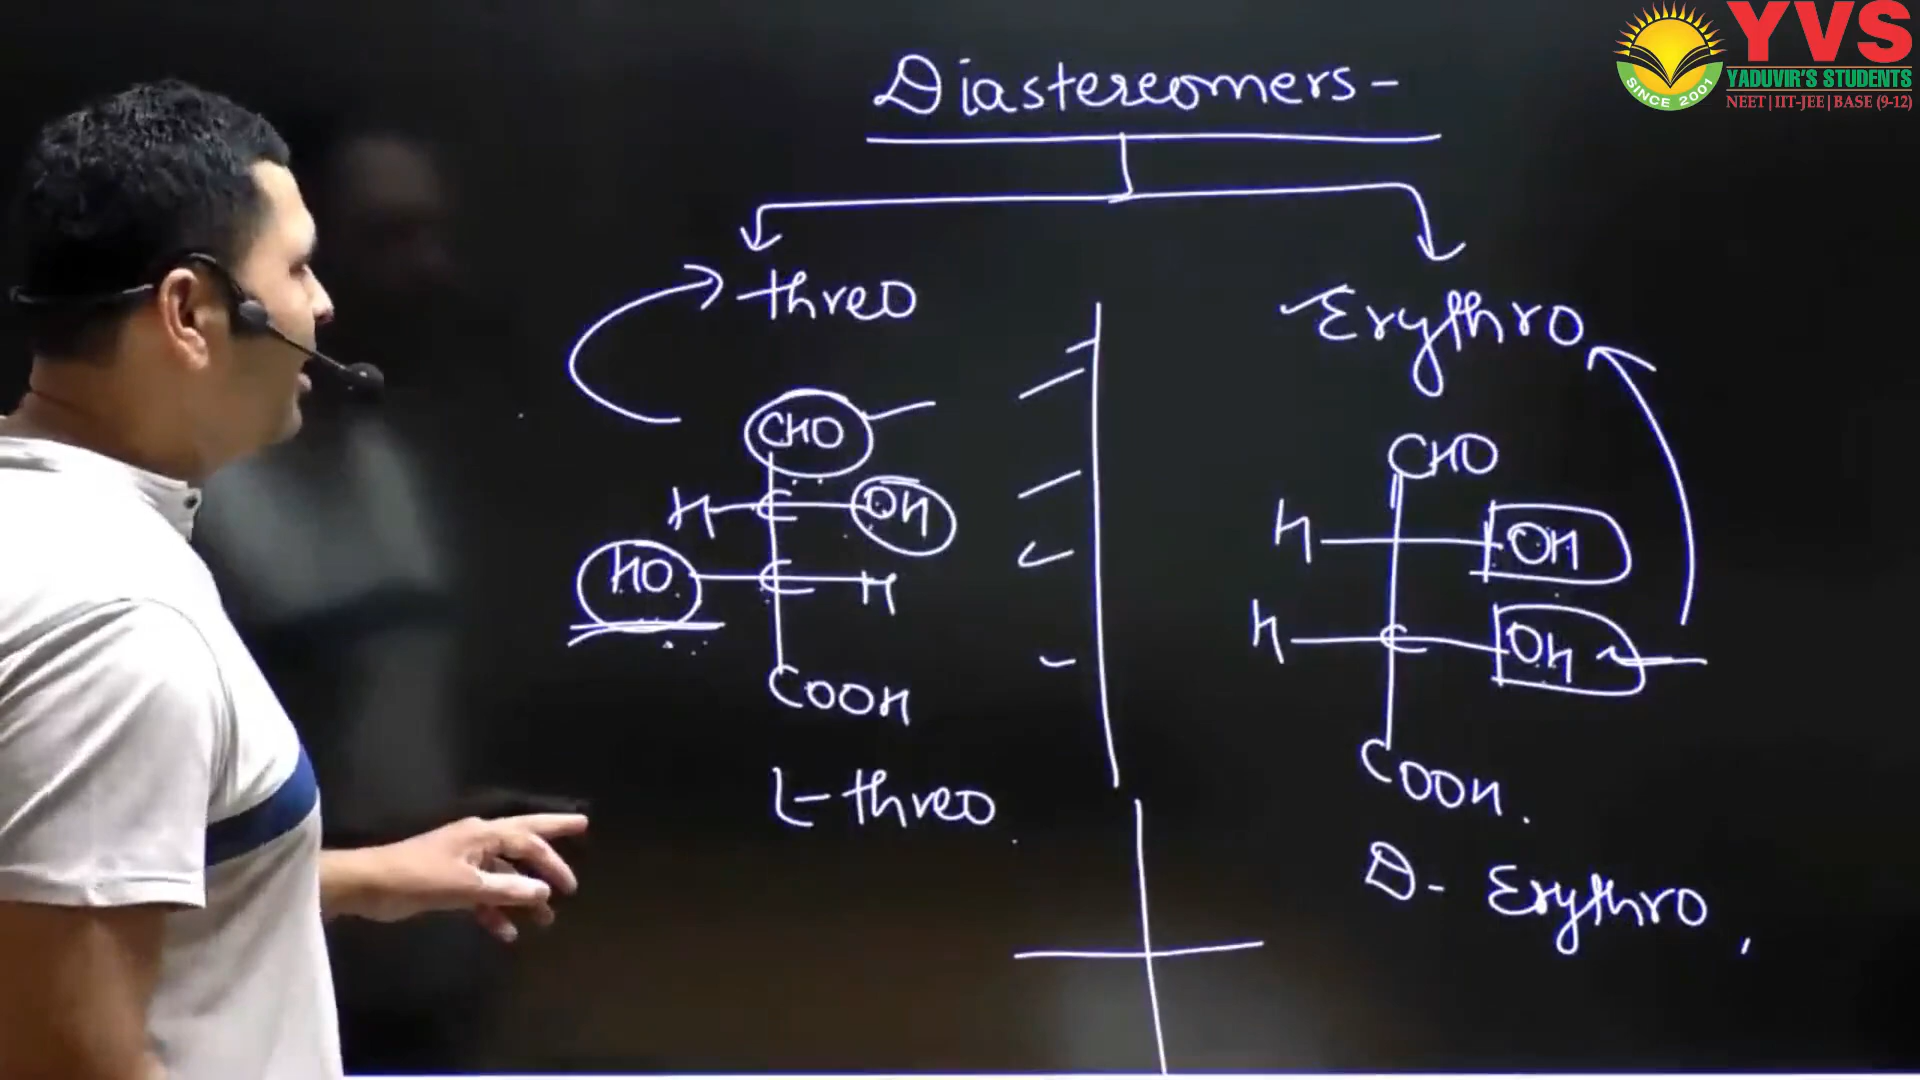 YVS
YADUVIR'S STUDENTS
SINCE 2001
NEET | IIT-JEE | BASE (9-12)
Diastereomers -
threo
Erythro
CHO
H C OH
HO C H
COOH
L- threo
CHO
H OH
H C OH
COOH.
D- Erythro,